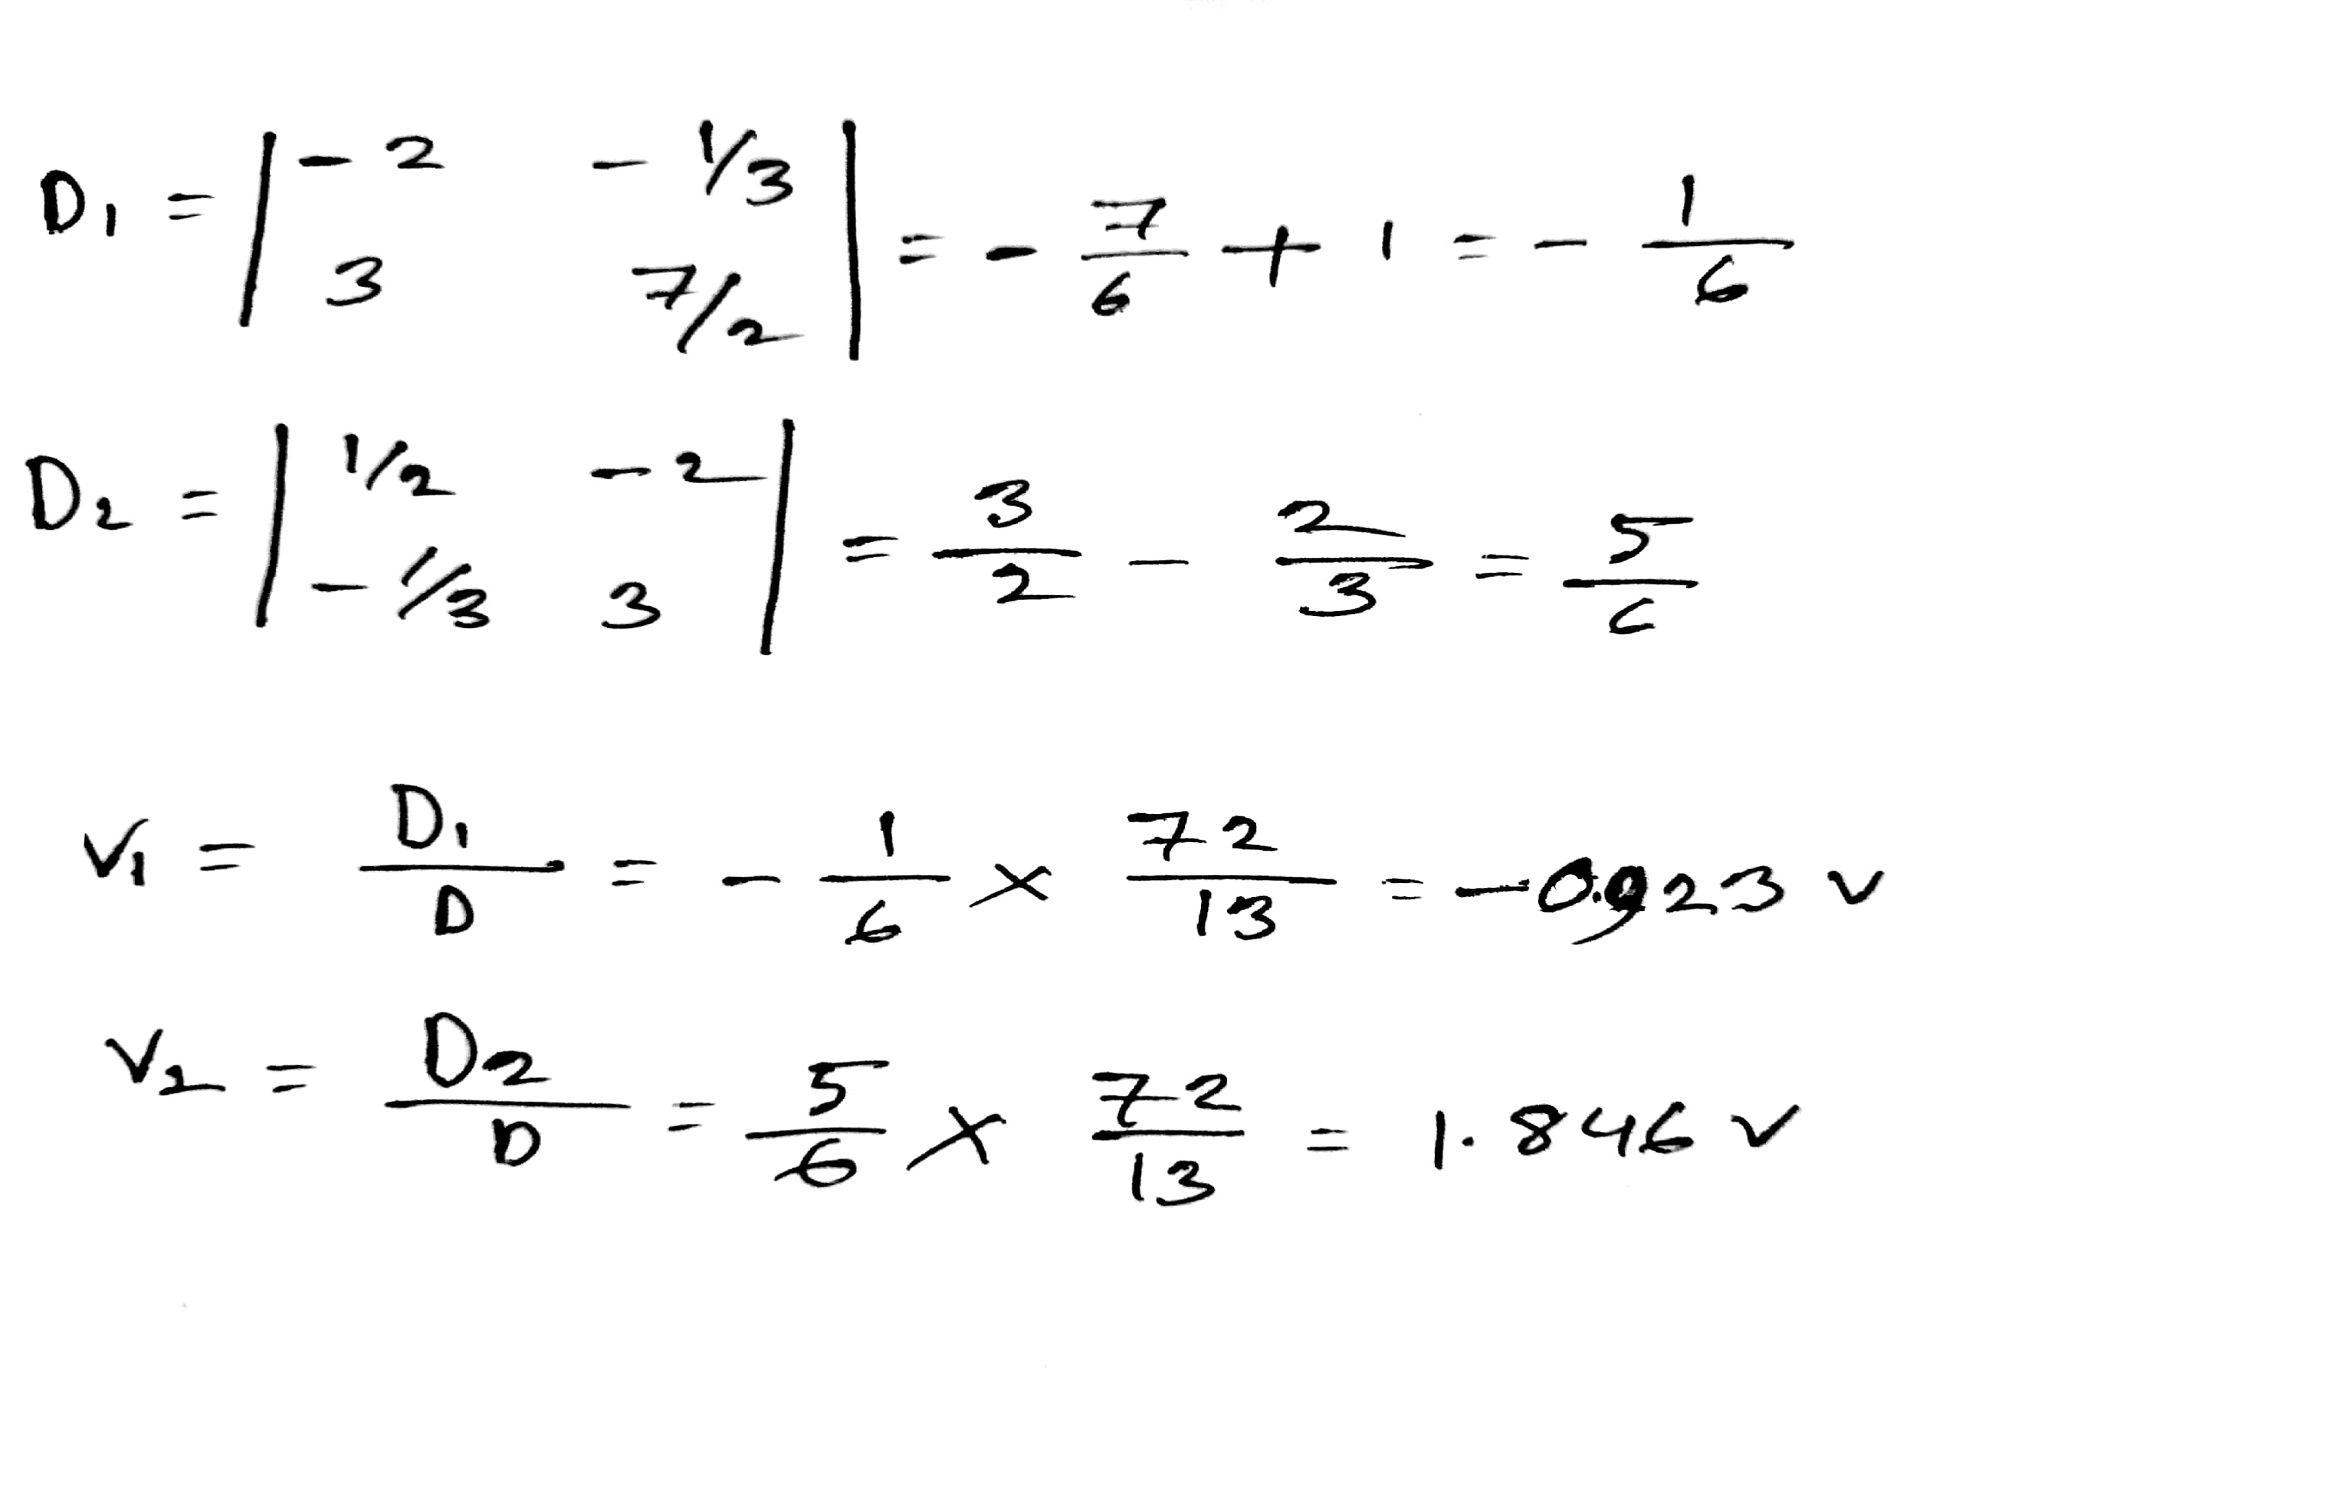 D₁ = | -2  -1/3 ; 3  7/2 | = - 7/6 + 1 = - 1/6
D₂ = | 1/2  -2 ; -1/3  3 | = 3/2 - 2/3 = 5/6
V₁ = D₁/D = - 1/6 × 72/13 = -0.923 V
V₂ = D₂/D = 5/6 × 72/13 = 1.846 V